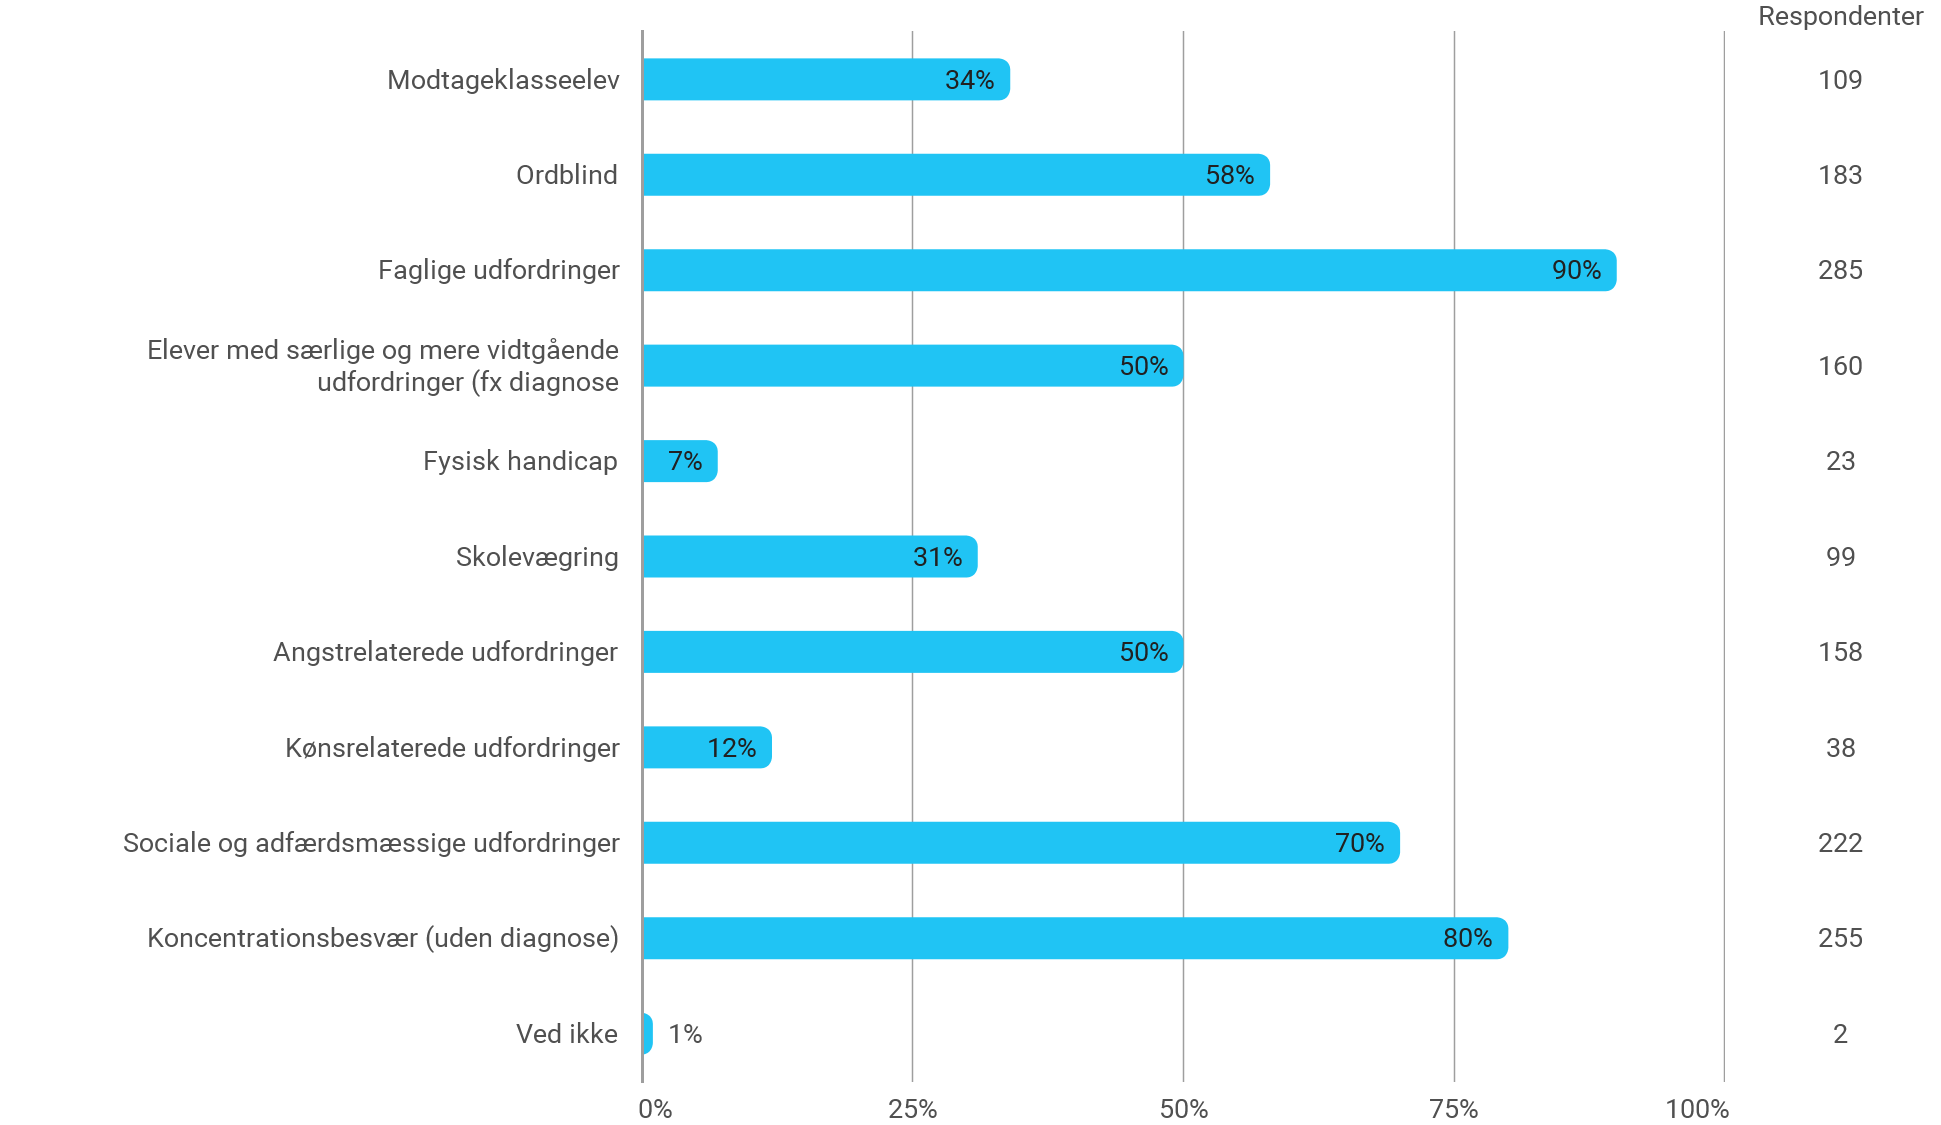 Respondenter
Modtageklasseelev 34% 109
Ordblind 58% 183
Faglige udfordringer 90% 285
Elever med særlige og mere vidtgående
udfordringer (fx diagnose 50% 160
Fysisk handicap 7% 23
Skolevægring 31% 99
Angstrelaterede udfordringer 50% 158
Kønsrelaterede udfordringer 12% 38
Sociale og adfærdsmæssige udfordringer 70% 222
Koncentrationsbesvær (uden diagnose) 80% 255
Ved ikke 1% 2
0% 25% 50% 75% 100%